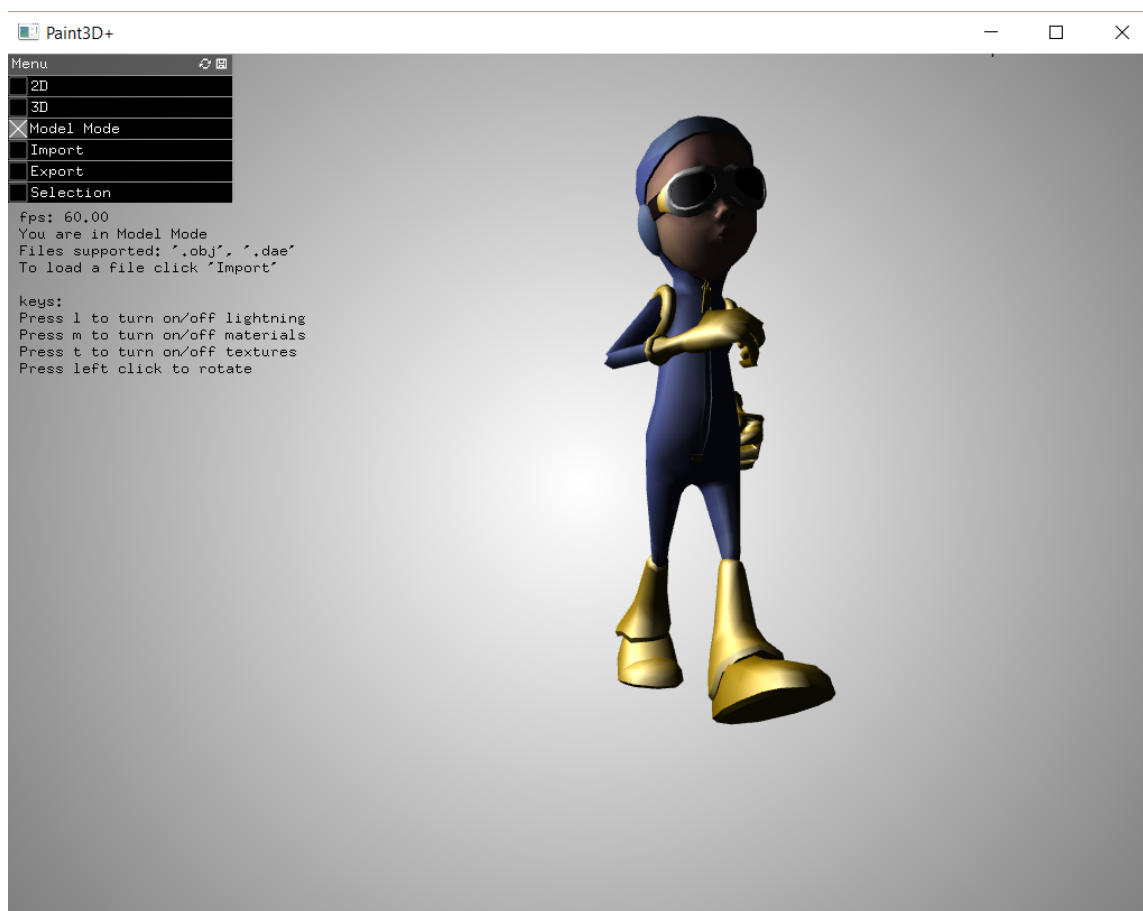 Paint3D+
Menu
2D
3D
Model Mode
Import
Export
Selection
fps: 60.00
You are in Model Mode
Files supported: ´.obj´, ´.dae´
To load a file click ´Import´
keys:
Press l to turn on/off lightning
Press m to turn on/off materials
Press t to turn on/off textures
Press left click to rotate